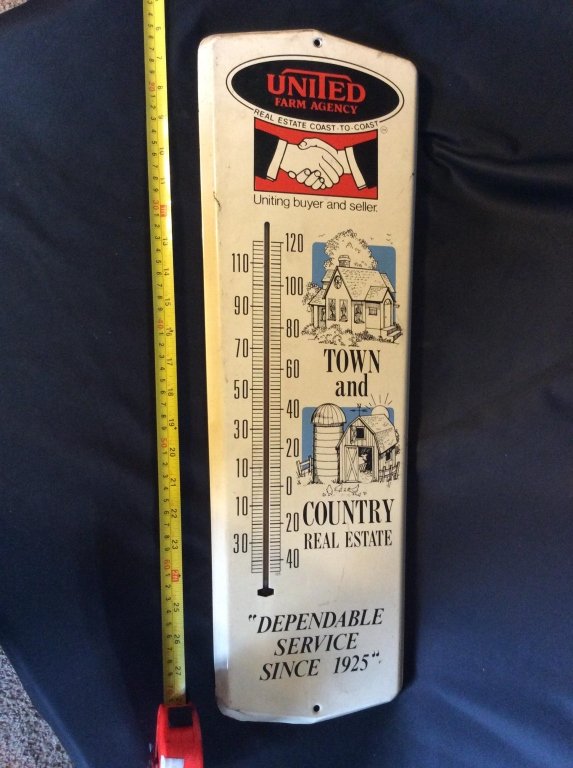 UNITED
FARM AGENCY
REAL ESTATE COAST-TO-COAST
Uniting buyer and seller.
120
110
100
90
80
70
TOWN
60
and
50
40
30
20
10
0
10
COUNTRY
20
REAL ESTATE
30
40
"DEPENDABLE
SERVICE
SINCE 1925"